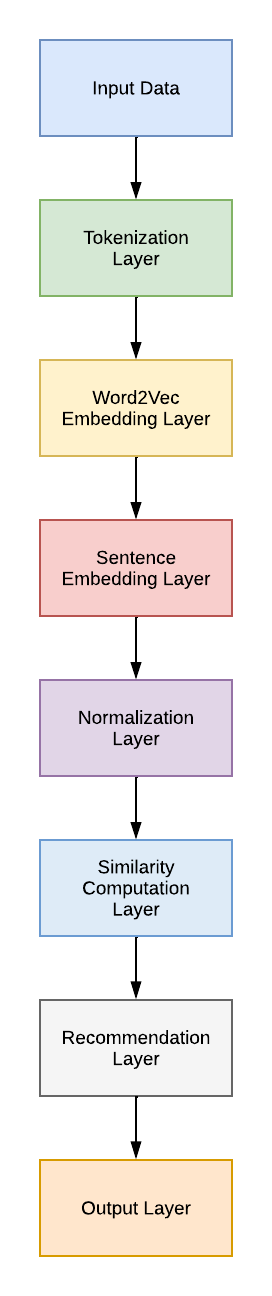 Input Data
Tokenization
Layer
Word2Vec
Embedding Layer
Sentence
Embedding Layer
Normalization
Layer
Similarity
Computation
Layer
Recommendation
Layer
Output Layer